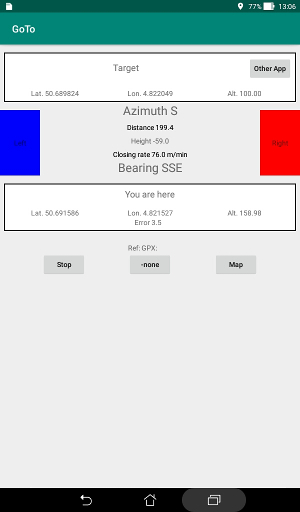 77% 13:06
GoTo
Target
Other App
Lat. 50.689824 Lon. 4.822049 Alt. 100.00
Azimuth S
Distance 199.4
Left
Height -59.0
Right
Closing rate 76.0 m/min
Bearing SSE
You are here
Lat. 50.691586 Lon. 4.821527 Alt. 158.98
Error 3.5
Ref: GPX:
Stop -none Map